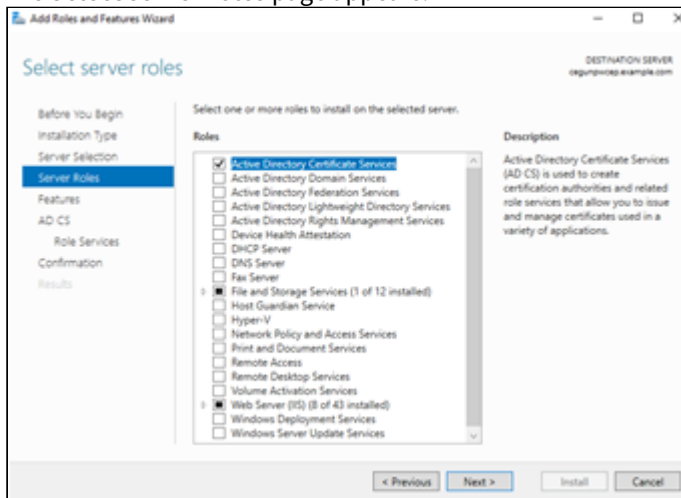 Add Roles and Features Wizard
Select server roles
DESTINATION SERVER
Before You Begin
Installation Type
Server Selection
Server Roles
Features
AD CS
Role Services
Confirmation
Results
Select one or more roles to install on the selected server.
Roles
Active Directory Certificate Services
Active Directory Domain Services
Active Directory Federation Services
Active Directory Lightweight Directory Services
Active Directory Rights Management Services
Device Health Attestation
DHCP Server
DNS Server
Fax Server
File and Storage Services (1 of 12 installed)
Host Guardian Service
Hyper-V
Network Policy and Access Services
Print and Document Services
Remote Access
Remote Desktop Services
Volume Activation Services
Web Server (IIS) (8 of 43 installed)
Windows Deployment Services
Windows Server Update Services
Description
Active Directory Certificate Services
(AD CS) is used to create
certification authorities and related
role services that allow you to issue
and manage certificates used in a
variety of applications.
< Previous
Next >
Install
Cancel